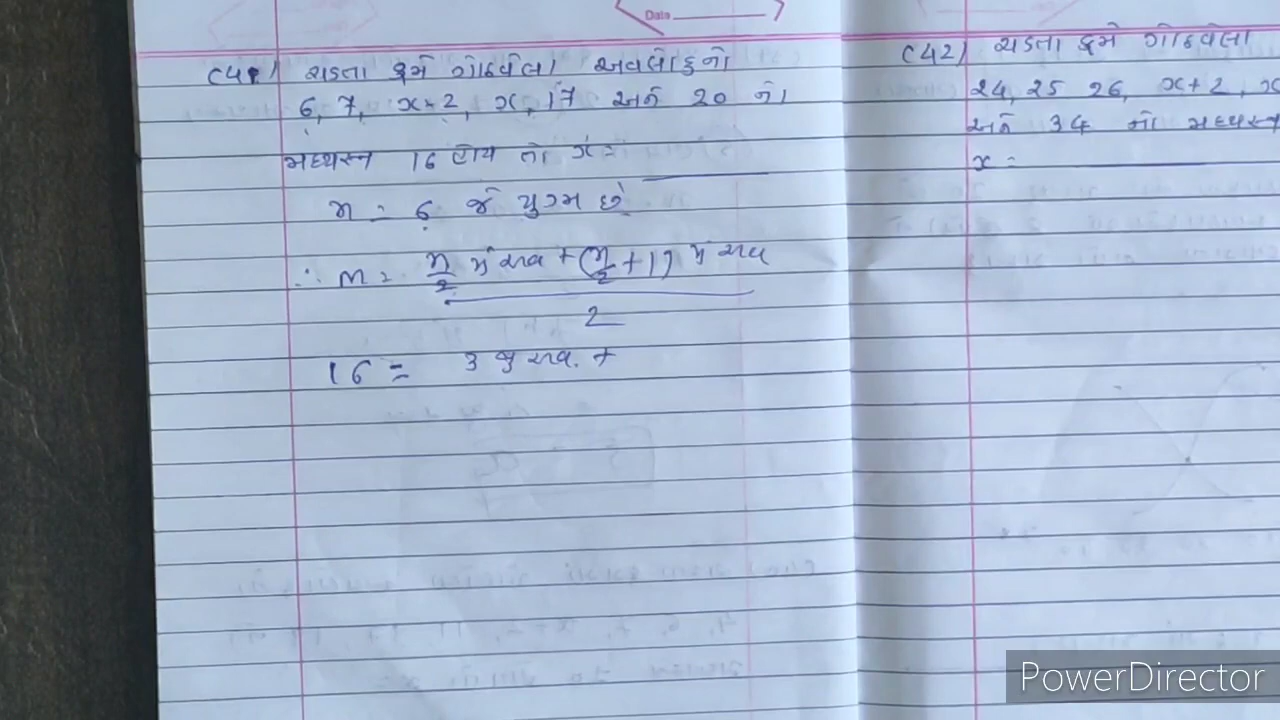 Data
(41) ચડતા ક્રમે ગોઠવેલા અવલોકનો
6, 7, x-2, x, 17 અને 20 નો
મધ્યસ્થ 16 હોય તો x =
n = 6 જે યુગ્મ છે
∴ M = n/2 મું અવ + (n/2 + 1) મું અવ
2
16 = 3 જુ અવ. +
(42) ચડતા ક્રમે ગોઠવેલા
24, 25 26, x+2, x
અને 34 નો મધ્યસ્થ
x =
PowerDirector